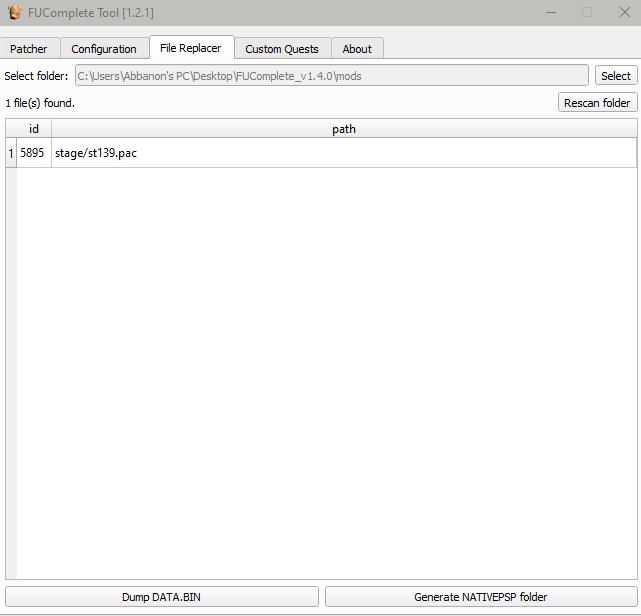 FUComplete Tool [1.2.1]
Patcher Configuration File Replacer Custom Quests About
Select folder: C:\Users\Abbanon's PC\Desktop\FUComplete_v1.4.0\mods Select
1 file(s) found. Rescan folder
id path
1 5895 stage/st139.pac
Dump DATA.BIN Generate NATIVEPSP folder